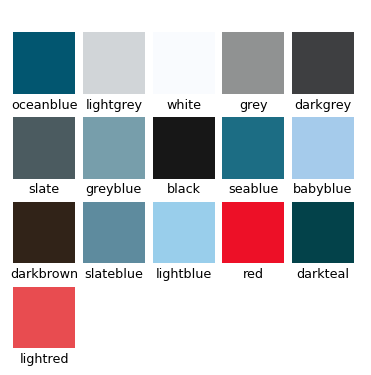 oceanblue lightgrey white grey darkgrey
slate greyblue black seablue babyblue
darkbrown slateblue lightblue red darkteal
lightred